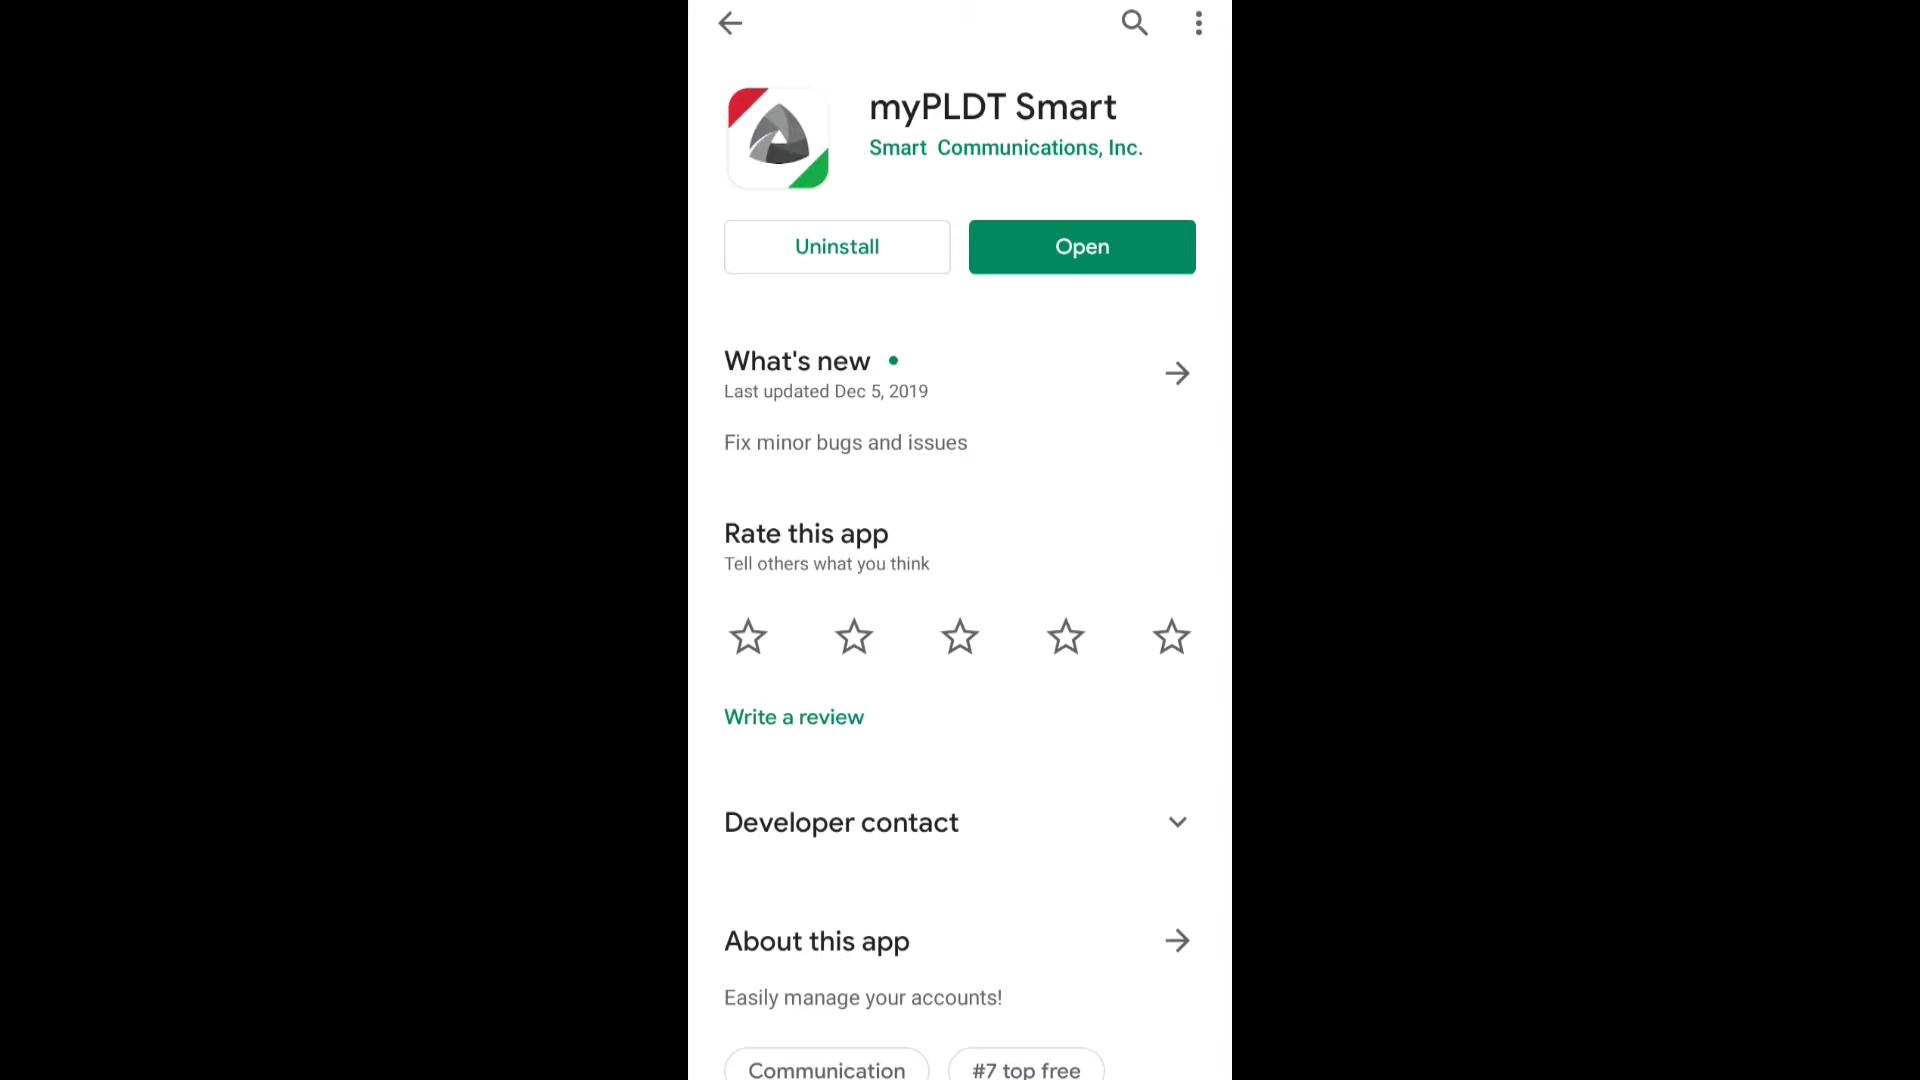 myPLDT Smart
Smart Communications, Inc.
Uninstall
Open
What's new
Last updated Dec 5, 2019
Fix minor bugs and issues
Rate this app
Tell others what you think
Write a review
Developer contact
About this app
Easily manage your accounts!
Communication
#7 top free